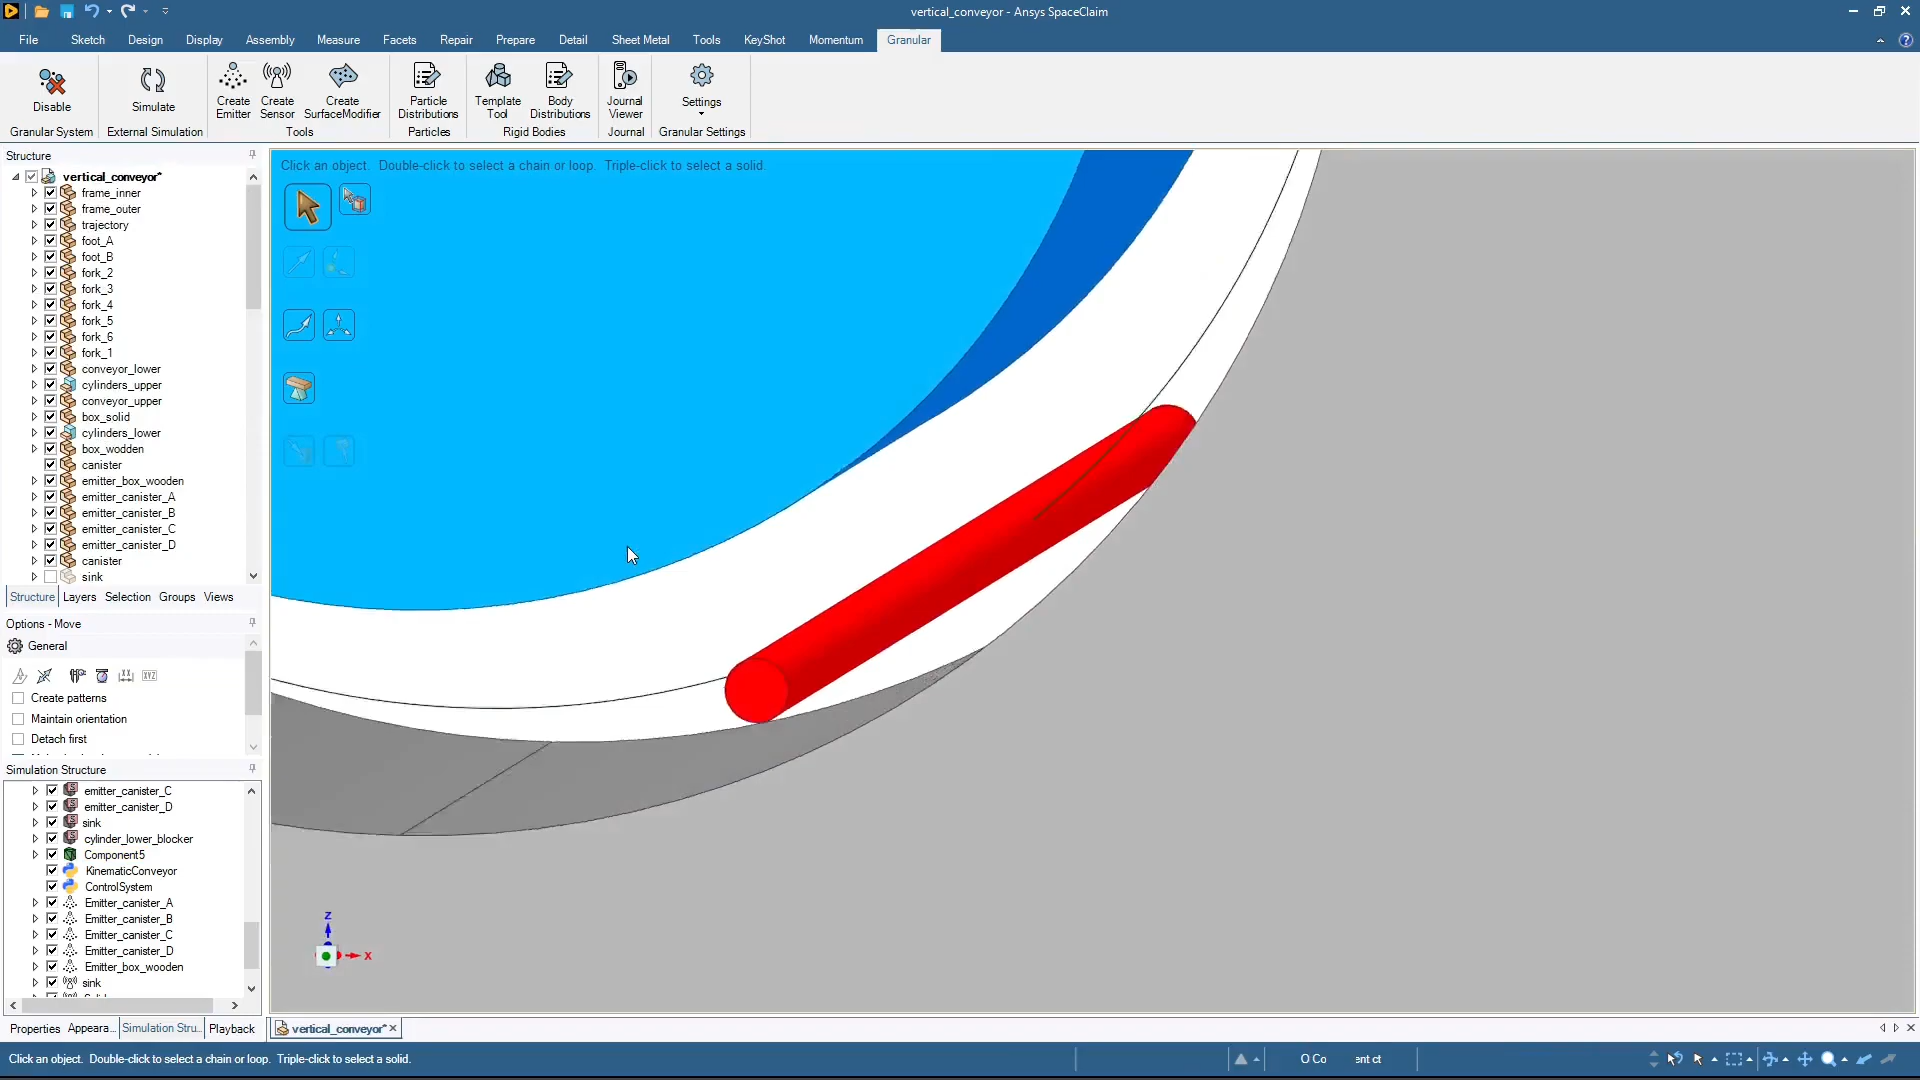 vertical_conveyor - Ansys SpaceClaim
File Sketch Design Display Assembly Measure Facets Repair Prepare Detail Sheet Metal Tools KeyShot Momentum Granular
Disable
Granular System
Simulate
External Simulation
Create Emitter
Create Sensor
Create SurfaceModifier
Tools
Particle Distributions
Particles
Template Tool
Body Distributions
Rigid Bodies
Journal Viewer
Journal
Settings
Granular Settings
Structure
vertical_conveyor*
frame_inner
frame_outer
trajectory
foot_A
foot_B
fork_2
fork_3
fork_4
fork_5
fork_6
fork_1
conveyor_lower
cylinders_upper
conveyor_upper
box_solid
cylinders_lower
box_wodden
canister
emitter_box_wooden
emitter_canister_A
emitter_canister_B
emitter_canister_C
emitter_canister_D
canister
sink
Structure Layers Selection Groups Views
Options - Move
General
Create patterns
Maintain orientation
Detach first
Simulation Structure
emitter_canister_C
emitter_canister_D
sink
cylinder_lower_blocker
Component5
KinematicConveyor
ControlSystem
Emitter_canister_A
Emitter_canister_B
Emitter_canister_C
Emitter_canister_D
Emitter_box_wooden
sink
Properties Appeara... Simulation Stru... Playback
Click an object. Double-click to select a chain or loop. Triple-click to select a solid.
Z
X
vertical_conveyor*
Click an object. Double-click to select a chain or loop. Triple-click to select a solid.